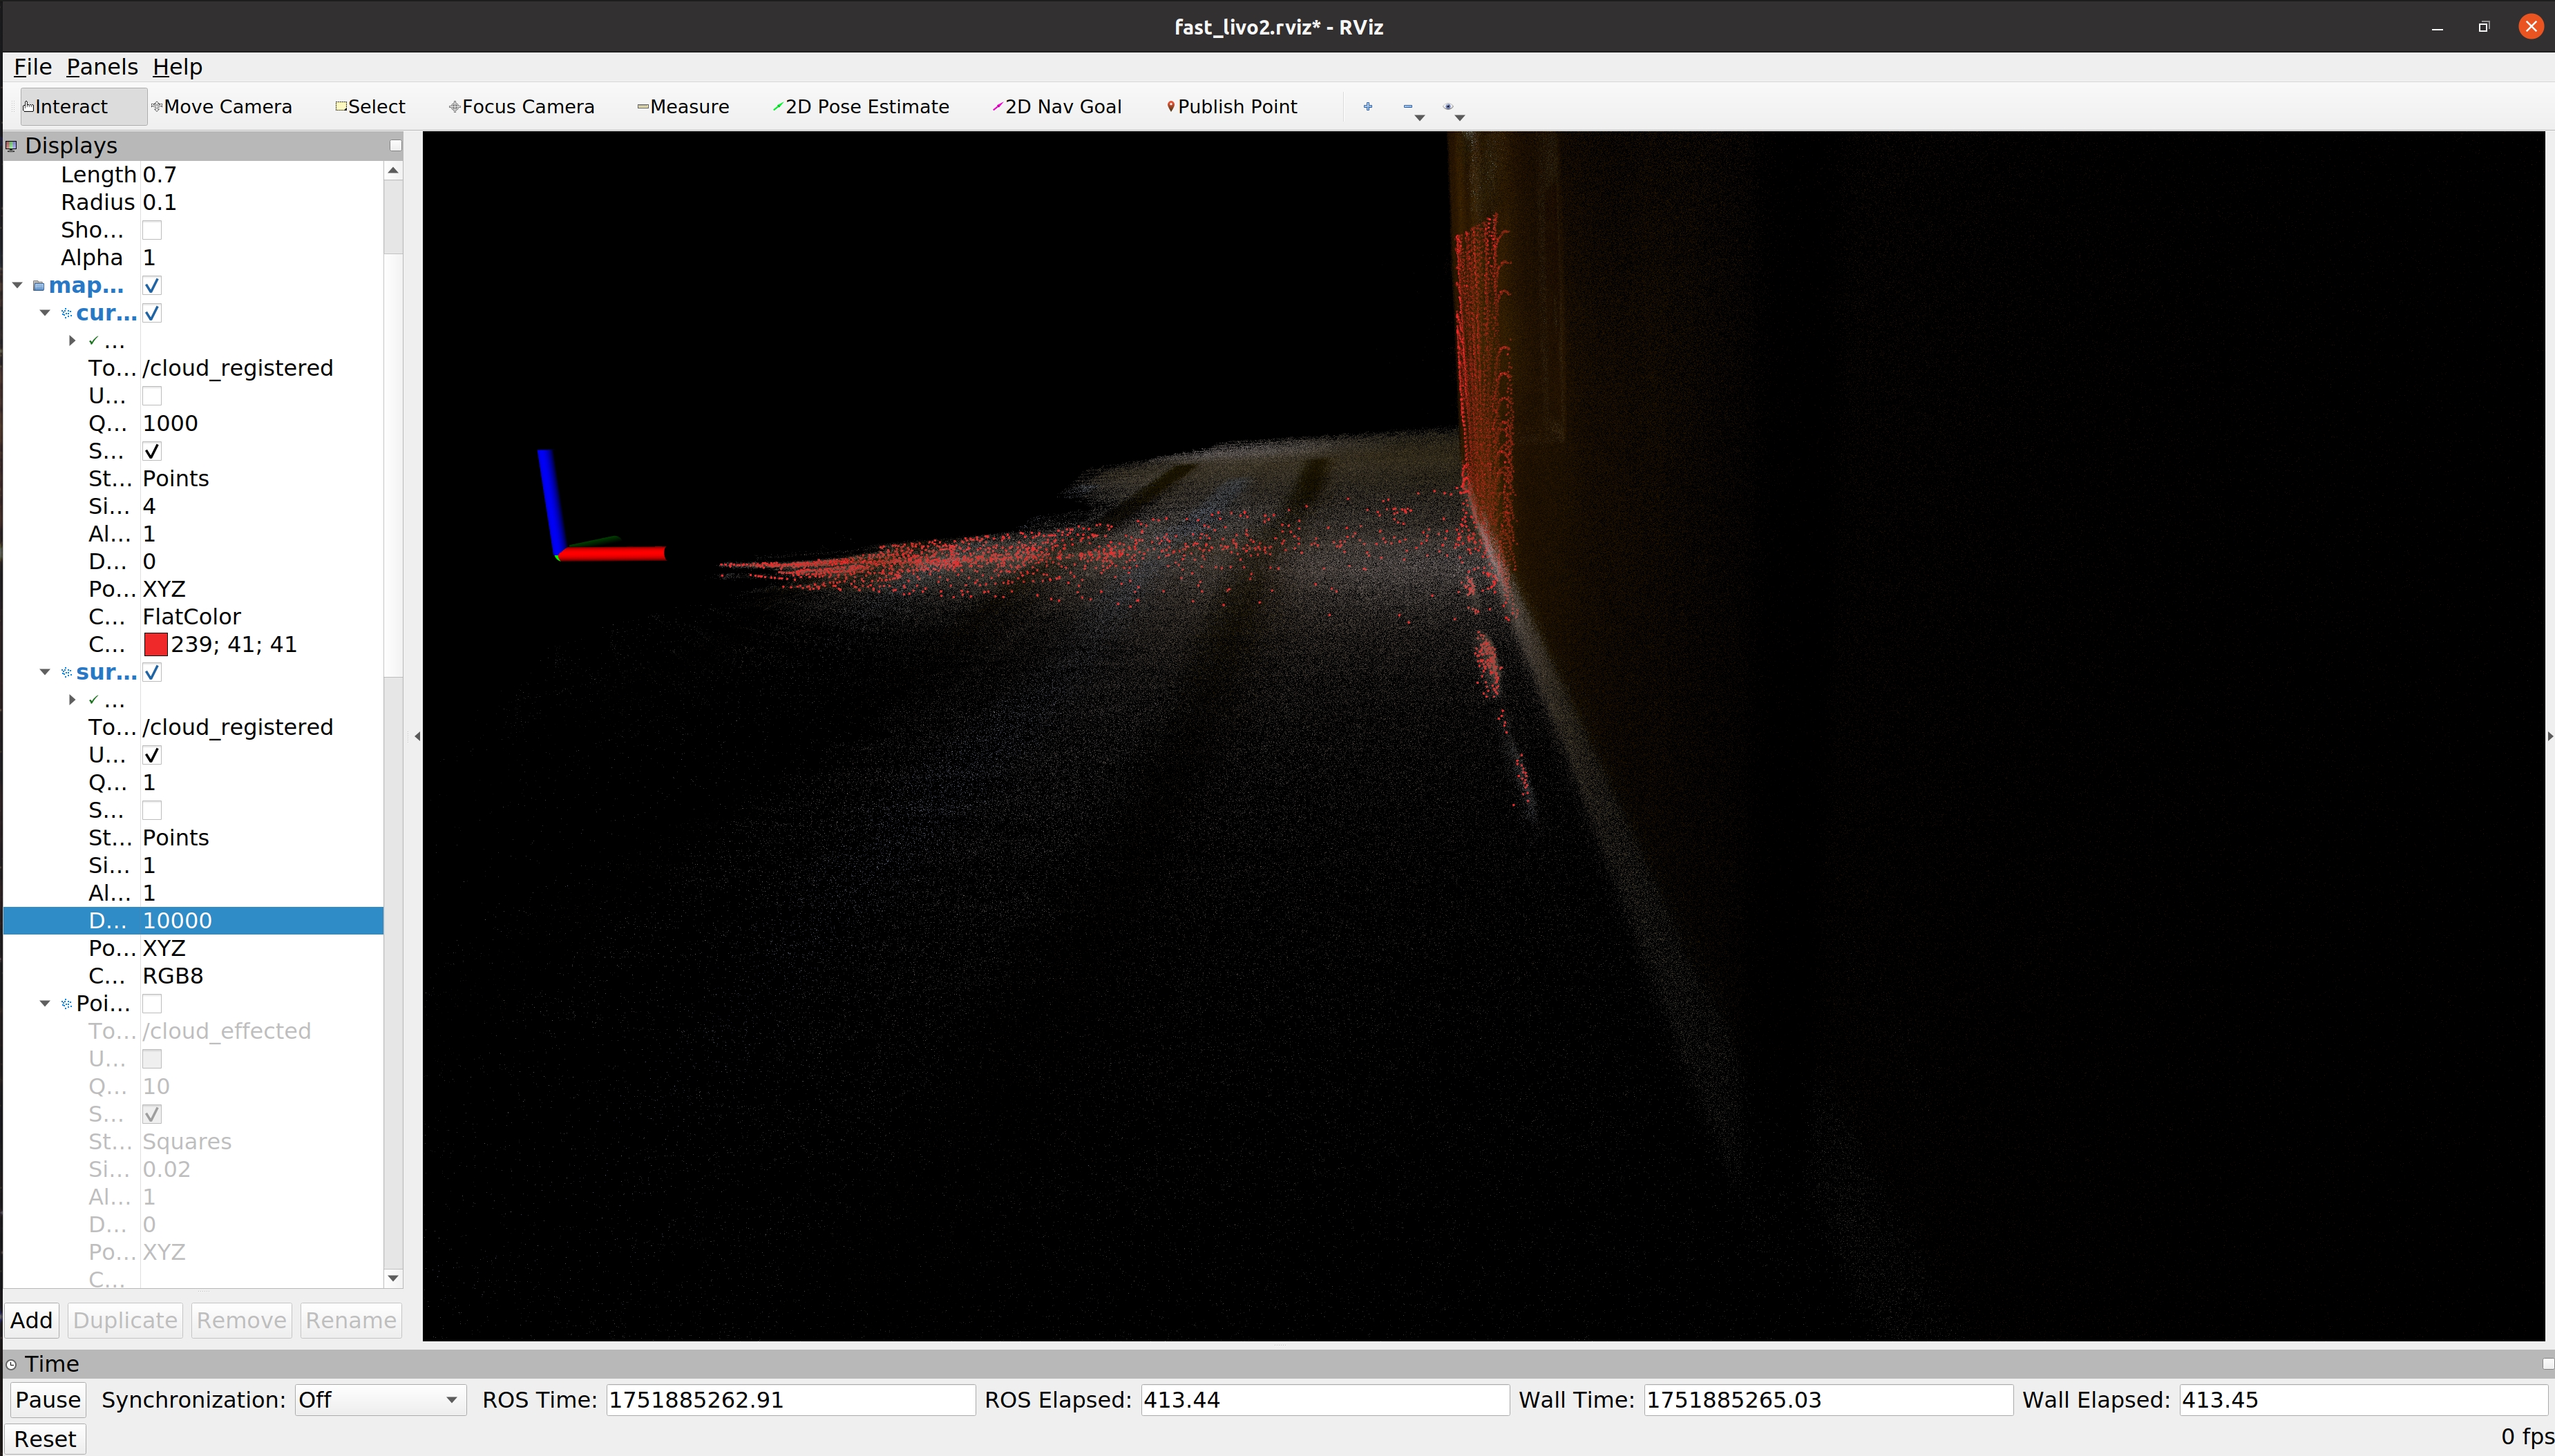 fast_livo2.rviz* - RViz
File Panels Help
Interact Move Camera Select Focus Camera Measure 2D Pose Estimate 2D Nav Goal Publish Point
Displays
Length 0.7
Radius 0.1
Sho...
Alpha 1
map...
cur...
...
To... /cloud_registered
U...
Q... 1000
S...
St... Points
Si... 4
Al... 1
D... 0
Po... XYZ
C... FlatColor
C... 239; 41; 41
sur...
...
To... /cloud_registered
U...
Q... 1
S...
St... Points
Si... 1
Al... 1
D... 10000
Po... XYZ
C... RGB8
Poi...
To... /cloud_effected
U...
Q... 10
S...
St... Squares
Si... 0.02
Al... 1
D... 0
Po... XYZ
C...
Add Duplicate Remove Rename
Time
Pause Synchronization: Off ROS Time: 1751885262.91 ROS Elapsed: 413.44 Wall Time: 1751885265.03 Wall Elapsed: 413.45
Reset 0 fps